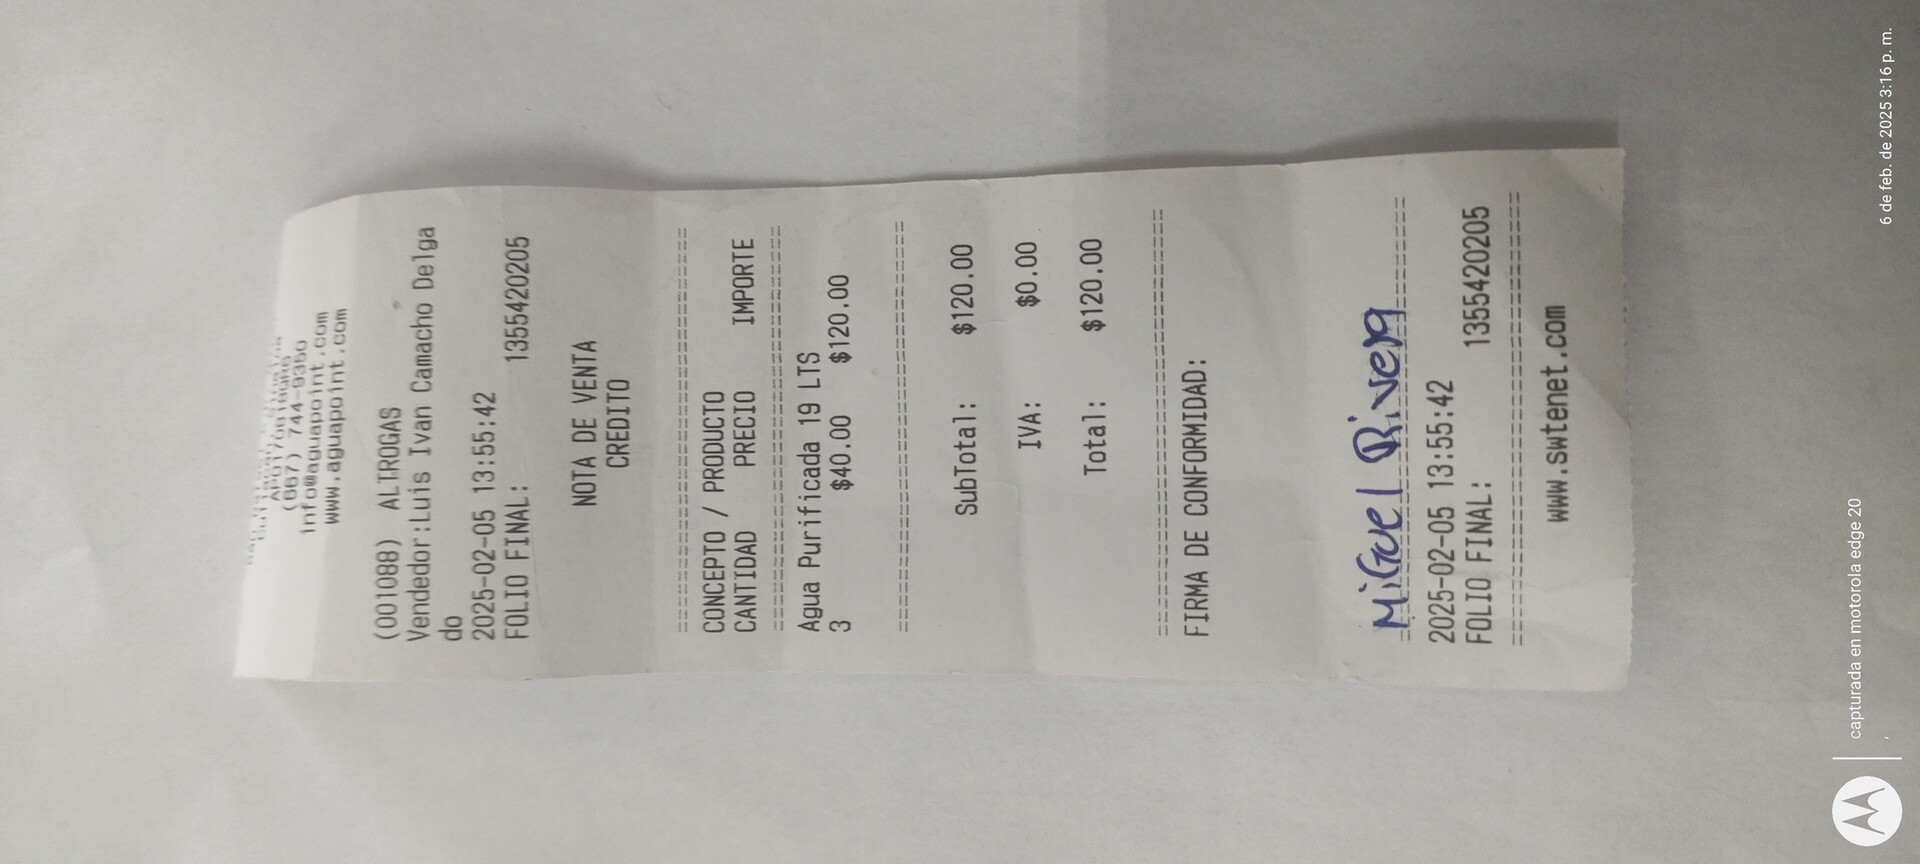 (667) 744-9350
info@aguapoint.com
www.aguapoint.com
(001088) ALTROGAS
Vendedor:Luis Ivan Camacho Delga
do
2025-02-05 13:55:42
FOLIO FINAL: 1355420205
NOTA DE VENTA
CREDITO
================================
CONCEPTO / PRODUCTO
CANTIDAD PRECIO IMPORTE
================================
Agua Purificada 19 LTS
3 $40.00 $120.00
================================
SubTotal: $120.00
IVA: $0.00
Total: $120.00
================================
FIRMA DE CONFORMIDAD:
Miguel Rivera
================================
2025-02-05 13:55:42
FOLIO FINAL: 1355420205
================================
www.swtenet.com
capturada en motorola edge 20
,
6 de feb. de 2025 3:16 p. m.